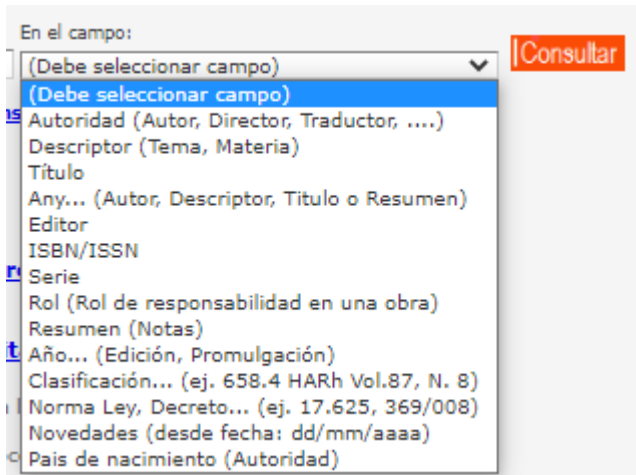 En el campo:
(Debe seleccionar campo)
Consultar
(Debe seleccionar campo)
Autoridad (Autor, Director, Traductor, ....)
Descriptor (Tema, Materia)
Título
Any... (Autor, Descriptor, Titulo o Resumen)
Editor
ISBN/ISSN
Serie
Rol (Rol de responsabilidad en una obra)
Resumen (Notas)
Año... (Edición, Promulgación)
Clasificación... (ej. 658.4 HARh Vol.87, N. 8)
Norma Ley, Decreto... (ej. 17.625, 369/008)
Novedades (desde fecha: dd/mm/aaaa)
Pais de nacimiento (Autoridad)